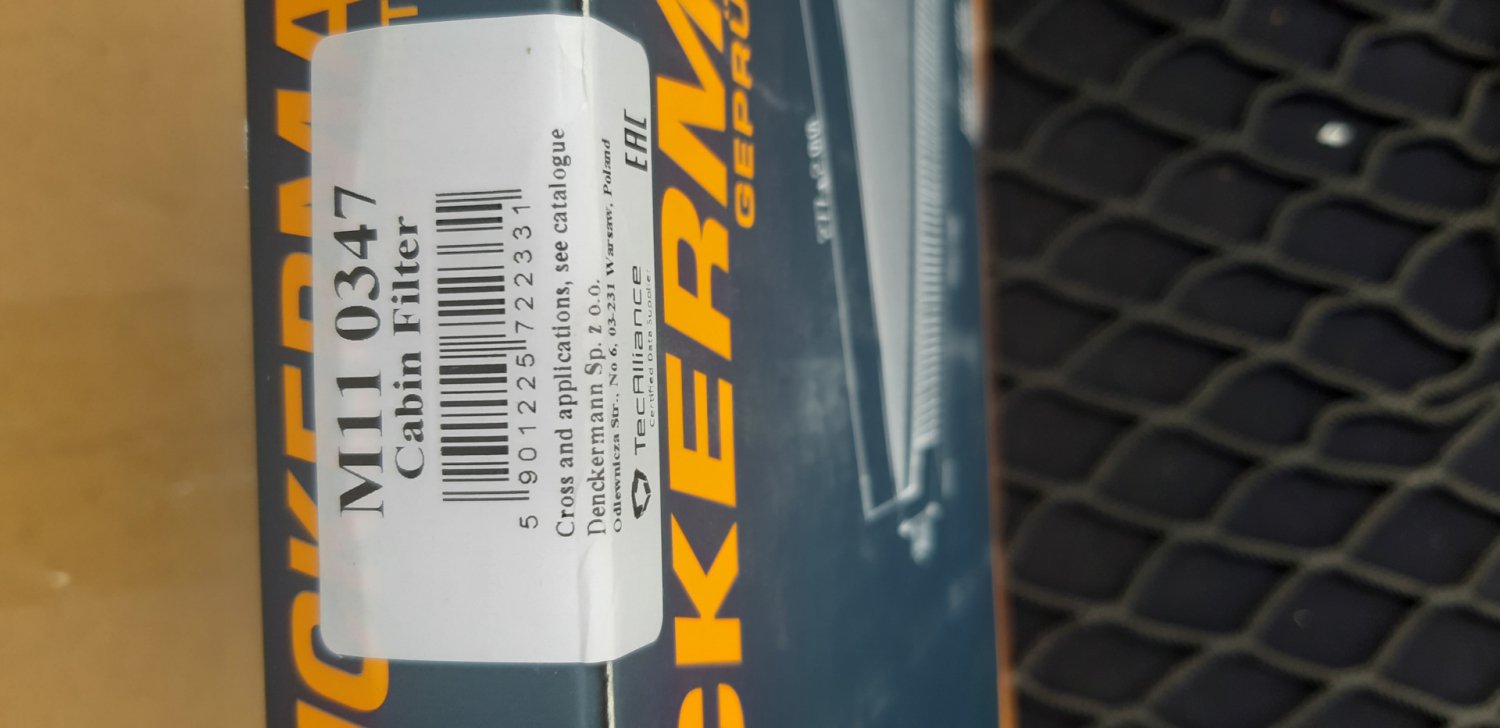 M11 0347
Cabin Filter
5 901225 722331
Cross and applications, see catalogue
Denckermann Sp. z o.o.
Odlewnicza Str., No 6, 03-231 Warsaw, Poland
TecAlliance
Certified Data Supplier
EAC
CKERMA
GEPRÜ